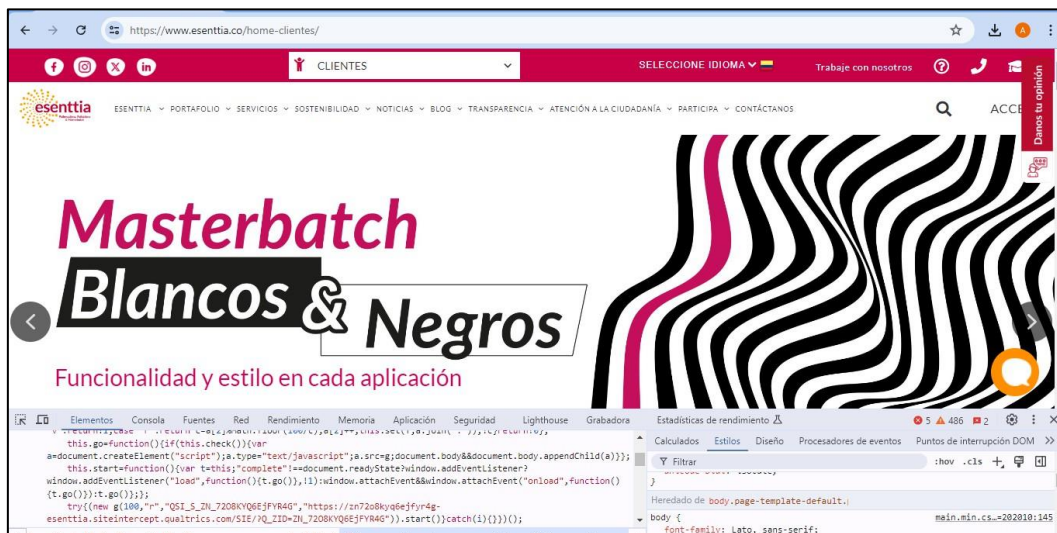 https://www.esenttia.co/home-clientes/
A
CLIENTES
SELECCIONE IDIOMA
Trabaje con nosotros
Danos tu opinión
esenttia
ESENTTIA
PORTAFOLIO
SERVICIOS
SOSTENIBILIDAD
NOTICIAS
BLOG
TRANSPARENCIA
ATENCIÓN A LA CIUDADANÍA
PARTICIPA
CONTÁCTANOS
Masterbatch
Blancos &
Negros
Funcionalidad y estilo en cada aplicación
Elementos Consola Fuentes Red Rendimiento Memoria Aplicación Seguridad Lighthouse Grabadora Estadísticas de rendimiento 5 486 2
this.go=function(){if(this.check()){var
a=document.createElement("script");a.type="text/javascript";a.src=g;document.body&&document.body.appendChild(a)}};
this.start=function(){var t=this;"complete"!==document.readyState?window.addEventListener?
window.addEventListener("load",function(){t.go()},!1):window.attachEvent&&window.attachEvent("onload",function()
{t.go()}):t.go()};};
try{(new g(100,"r","QSI_S_ZN_72O8KYQ6EjFYR4G","https://zn72o8kyq6ejfyr4g-
esenttia.siteintercept.qualtrics.com/SIE/?Q_ZID=ZN_72O8KYQ6EjFYR4G")).start()}catch(i){}})();
Calculados Estilos Diseño Procesadores de eventos Puntos de interrupción DOM
Filtrar :hov .cls
}
Heredado de body.page-template-default.
body { main.min.cs…=202010:145
font-family: Lato, sans-serif;